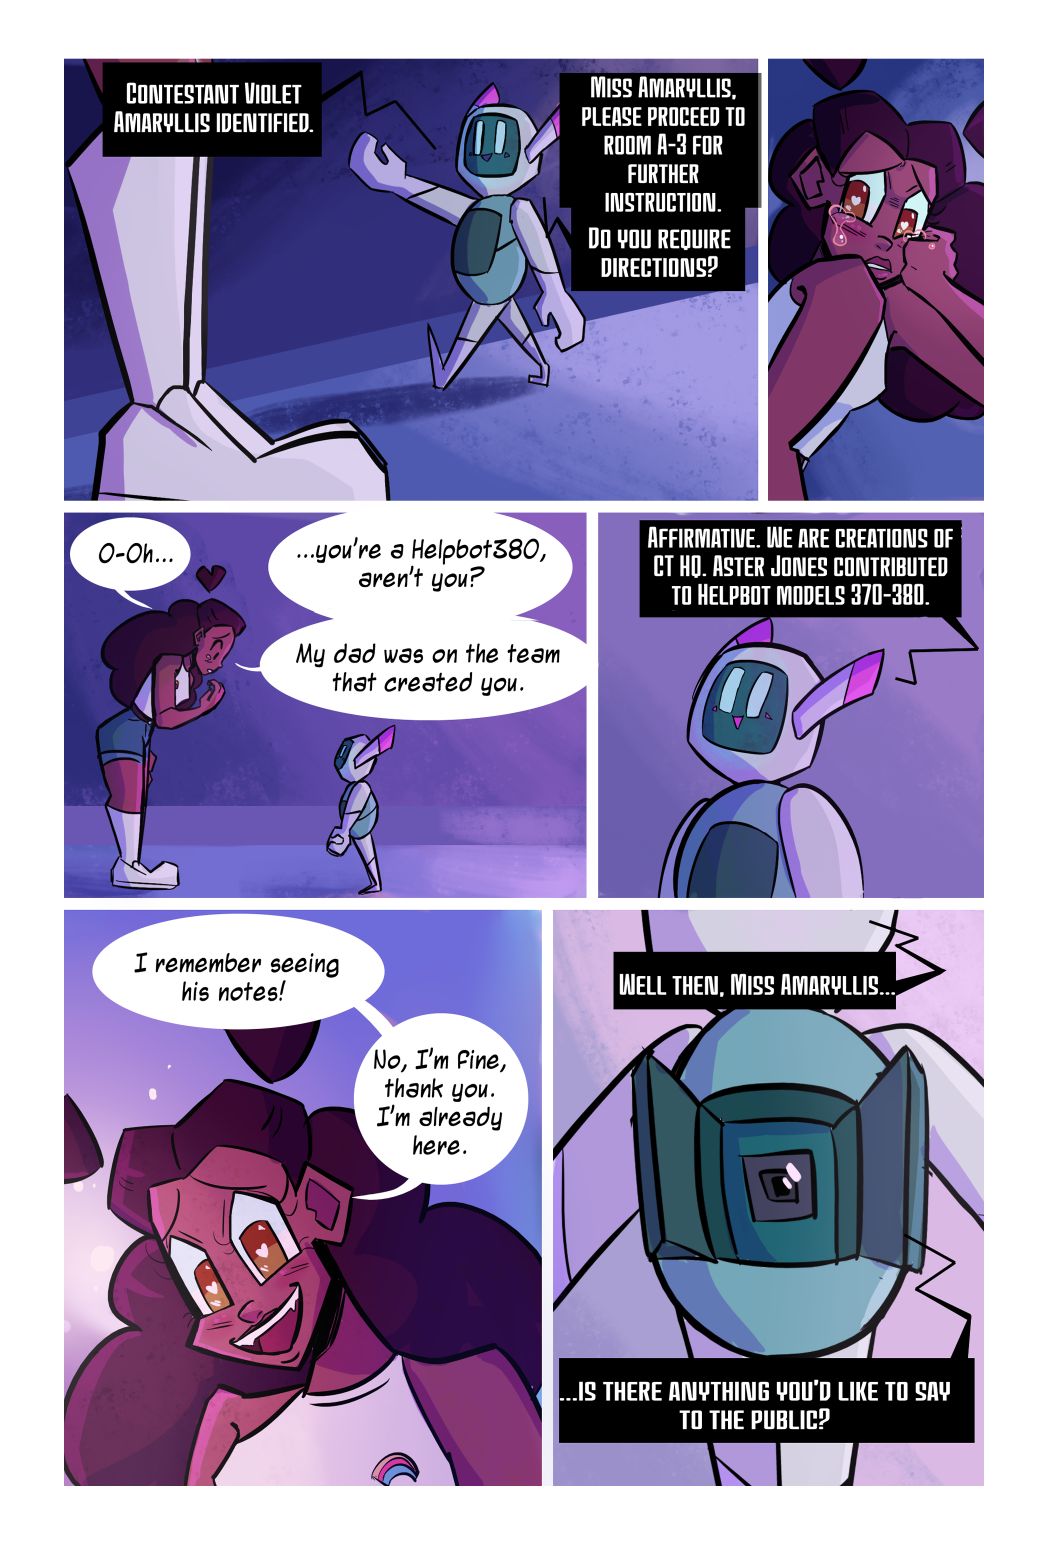 Contestant Violet
Amaryllis identified.
Miss Amaryllis,
please proceed to
room A-3 for
further
instruction.
Do you require
directions?
O-Oh...
...you're a Helpbot380,
aren't you?
My dad was on the team
that created you.
Affirmative. We are creations of
CT HQ. Aster Jones contributed
to Helpbot models 370-380.
I remember seeing
his notes!
No, I'm fine,
thank you.
I'm already
here.
Well then, Miss Amaryllis...
...is there anything you'd like to say
to the public?